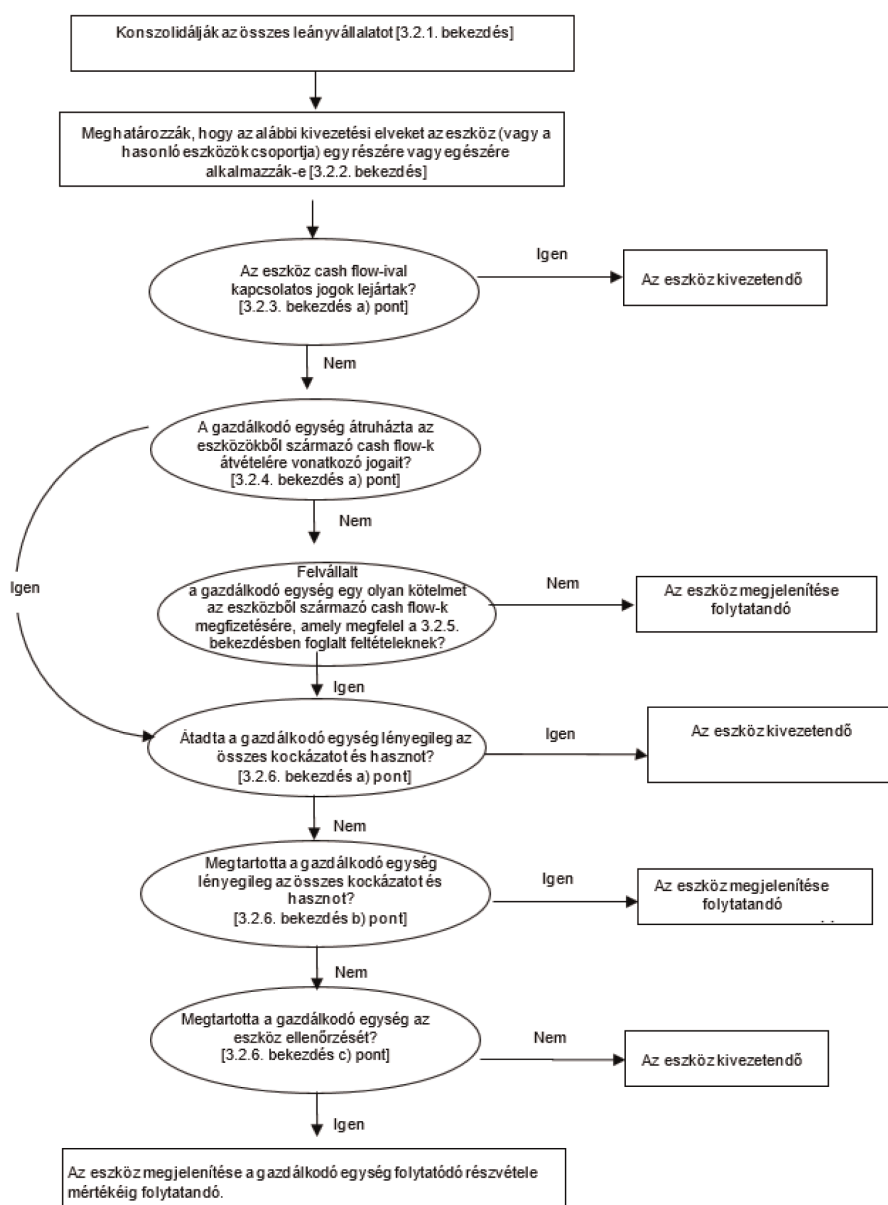 Konszolidálják az összes leányvállalatot [3.2.1. bekezdés]
Meghatározzák, hogy az alábbi kivezetési elveket az eszköz (vagy a
hasonló eszközök csoportja) egy részére vagy egészére
alkalmazzák-e [3.2.2. bekezdés]
Az eszköz cash flow-ival
kapcsolatos jogok lejártak?
[3.2.3. bekezdés a) pont]
Igen
Az eszköz kivezetendő
Nem
A gazdálkodó egység átruházta az
eszközökből származó cash flow-k
átvételére vonatkozó jogait?
[3.2.4. bekezdés a) pont]
Nem
Igen
Felvállalt
a gazdálkodó egység egy olyan kötelmet
az eszközből származó cash flow-k
megfizetésére, amely megfelel a 3.2.5.
bekezdésben foglalt feltételeknek?
Nem
Az eszköz megjelenítése
folytatandó
Igen
Átadta a gazdálkodó egység lényegileg az
összes kockázatot és hasznot?
[3.2.6. bekezdés a) pont]
Igen
Az eszköz kivezetendő
Nem
Megtartotta a gazdálkodó egység
lényegileg az összes kockázatot és
hasznot?
[3.2.6. bekezdés b) pont]
Igen
Az eszköz megjelenítése
folytatandó
Nem
Megtartotta a gazdálkodó egység az
eszköz ellenőrzését?
[3.2.6. bekezdés c) pont]
Nem
Az eszköz kivezetendő
Igen
Az eszköz megjelenítése a gazdálkodó egység folytatódó részvétele
mértékéig folytatandó.